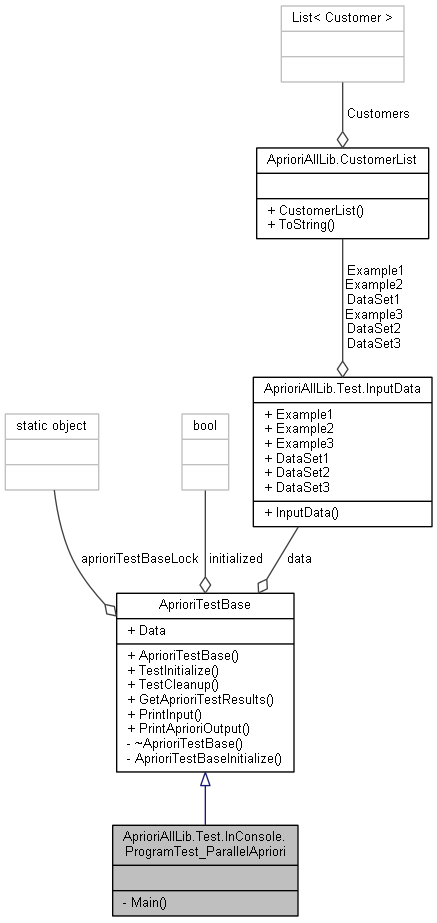 List< Customer >
Customers
AprioriAllLib.CustomerList
+ CustomerList()
+ ToString()
Example1
Example2
DataSet1
Example3
DataSet2
DataSet3
AprioriAllLib.Test.InputData
+ Example1
+ Example2
+ Example3
+ DataSet1
+ DataSet2
+ DataSet3
+ InputData()
static object
bool
aprioriTestBaseLock
initialized
data
AprioriTestBase
+ Data
+ AprioriTestBase()
+ TestInitialize()
+ TestCleanup()
+ GetAprioriTestResults()
+ PrintInput()
+ PrintAprioriOutput()
- ~AprioriTestBase()
- AprioriTestBaseInitialize()
AprioriAllLib.Test.InConsole.
ProgramTest_ParallelApriori
- Main()